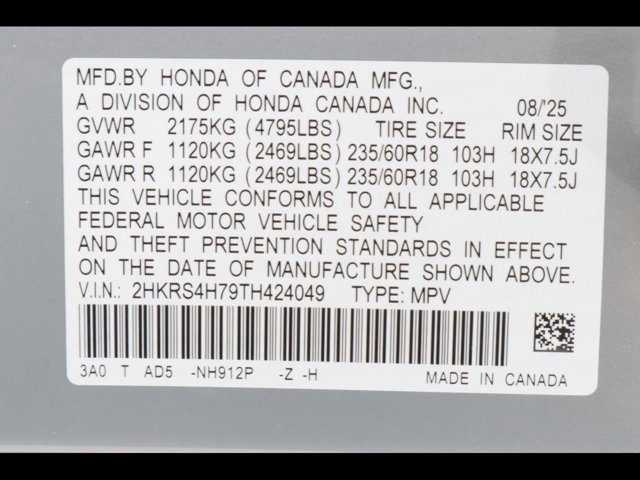 MFD.BY HONDA OF CANADA MFG.,
A DIVISION OF HONDA CANADA INC. 08/'25
GVWR 2175KG (4795LBS) TIRE SIZE RIM SIZE
GAWR F 1120KG (2469LBS) 235/60R18 103H 18X7.5J
GAWR R 1120KG (2469LBS) 235/60R18 103H 18X7.5J
THIS VEHICLE CONFORMS TO ALL APPLICABLE
FEDERAL MOTOR VEHICLE SAFETY
AND THEFT PREVENTION STANDARDS IN EFFECT
ON THE DATE OF MANUFACTURE SHOWN ABOVE.
V.I.N.: 2HKRS4H79TH424049 TYPE: MPV
3A0 T AD5 -NH912P -Z -H MADE IN CANADA